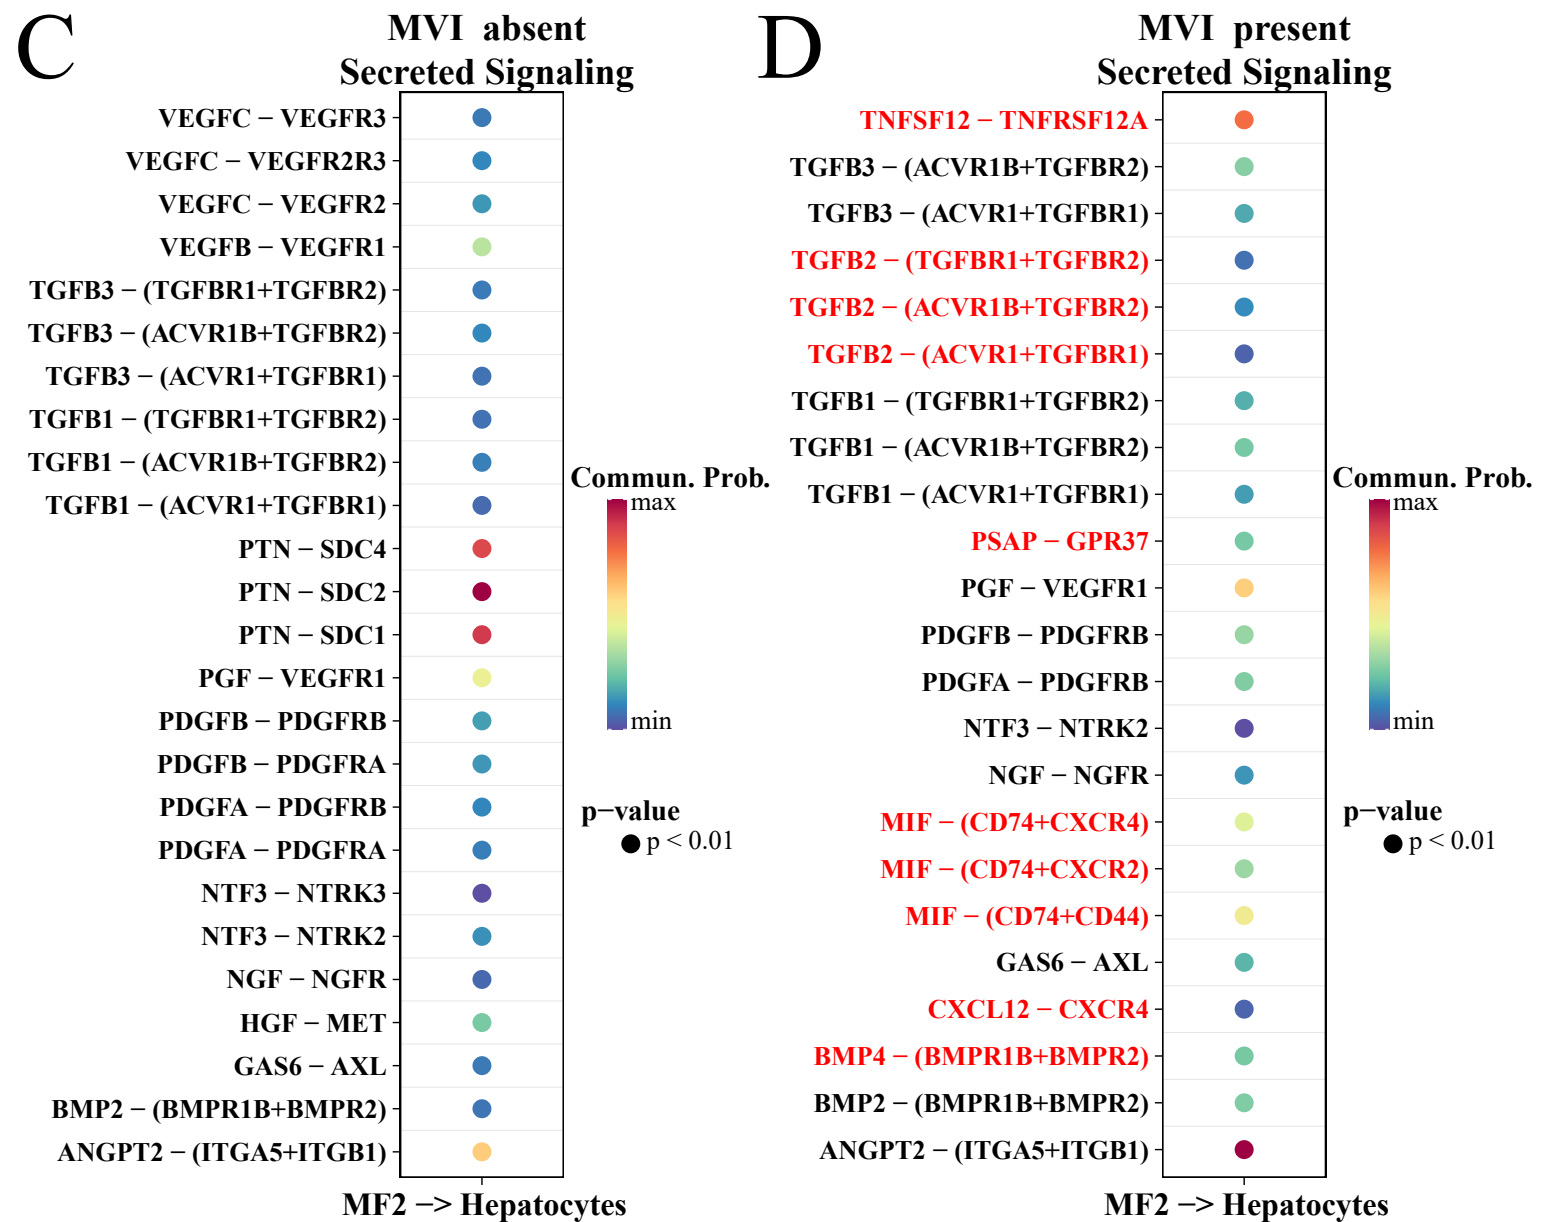 C
MVI absent
Secreted Signaling
VEGFC − VEGFR3
VEGFC − VEGFR2R3
VEGFC − VEGFR2
VEGFB − VEGFR1
TGFB3 − (TGFBR1+TGFBR2)
TGFB3 − (ACVR1B+TGFBR2)
TGFB3 − (ACVR1+TGFBR1)
TGFB1 − (TGFBR1+TGFBR2)
TGFB1 − (ACVR1B+TGFBR2)
TGFB1 − (ACVR1+TGFBR1)
PTN − SDC4
PTN − SDC2
PTN − SDC1
PGF − VEGFR1
PDGFB − PDGFRB
PDGFB − PDGFRA
PDGFA − PDGFRB
PDGFA − PDGFRA
NTF3 − NTRK3
NTF3 − NTRK2
NGF − NGFR
HGF − MET
GAS6 − AXL
BMP2 − (BMPR1B+BMPR2)
ANGPT2 − (ITGA5+ITGB1)
MF2 −> Hepatocytes
Commun. Prob.
max
min
p−value
p < 0.01
D
MVI present
Secreted Signaling
TNFSF12 − TNFRSF12A
TGFB3 − (ACVR1B+TGFBR2)
TGFB3 − (ACVR1+TGFBR1)
TGFB2 − (TGFBR1+TGFBR2)
TGFB2 − (ACVR1B+TGFBR2)
TGFB2 − (ACVR1+TGFBR1)
TGFB1 − (TGFBR1+TGFBR2)
TGFB1 − (ACVR1B+TGFBR2)
TGFB1 − (ACVR1+TGFBR1)
PSAP − GPR37
PGF − VEGFR1
PDGFB − PDGFRB
PDGFA − PDGFRB
NTF3 − NTRK2
NGF − NGFR
MIF − (CD74+CXCR4)
MIF − (CD74+CXCR2)
MIF − (CD74+CD44)
GAS6 − AXL
CXCL12 − CXCR4
BMP4 − (BMPR1B+BMPR2)
BMP2 − (BMPR1B+BMPR2)
ANGPT2 − (ITGA5+ITGB1)
MF2 −> Hepatocytes
Commun. Prob.
max
min
p−value
p < 0.01